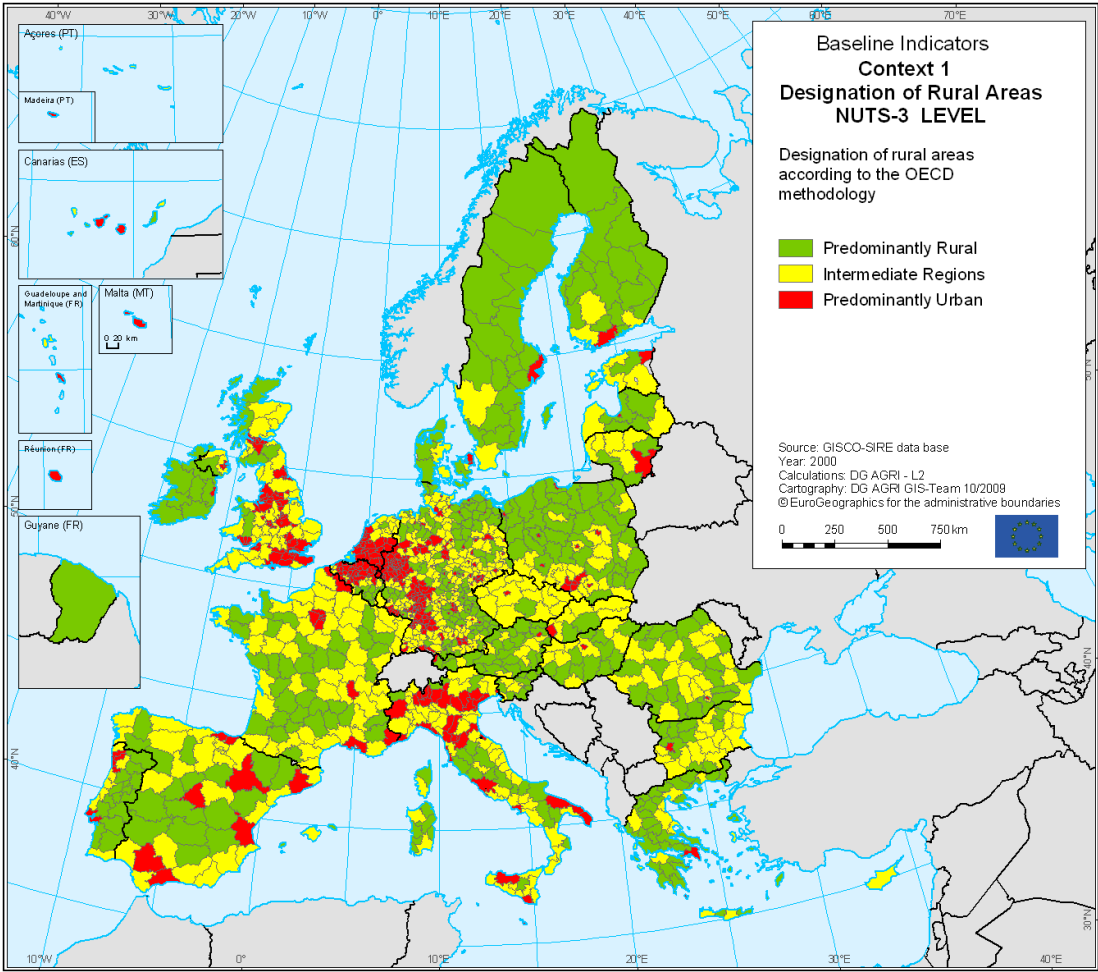 40°W
30°W
20°W
10°W
0°
10°E
20°E
30°E
40°E
60°E
70°E
Açores (PT)
Madeira (PT)
Canarias (ES)
Guadeloupe and
Martinique (FR)
Malta (MT)
0 20 km
Réunion (FR)
Guyane (FR)
Baseline Indicators
Context 1
Designation of Rural Areas
NUTS-3 LEVEL
Designation of rural areas
according to the OECD
methodology
Predominantly Rural
Intermediate Regions
Predominantly Urban
Source: GISCO-SIRE data base
Year: 2000
Calculations: DG AGRI - L2
Cartography: DG AGRI GIS-Team 10/2009
© EuroGeographics for the administrative boundaries
0 250 500 750 km
60°N
50°N
40°N
50°N
40°N
30°N
10°W
0°
10°E
20°E
30°E
40°E